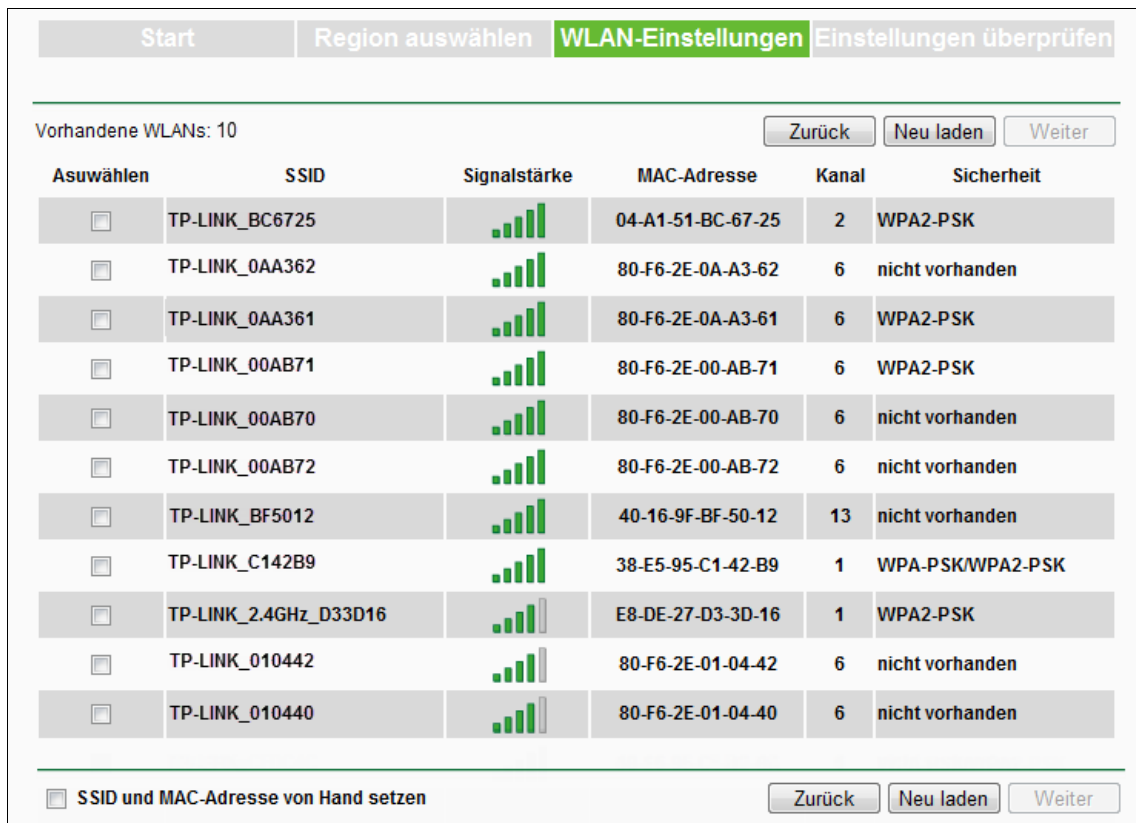 Start Region auswählen WLAN-Einstellungen Einstellungen überprüfen
Vorhandene WLANs: 10 Zurück Neu laden Weiter
Asuwählen SSID Signalstärke MAC-Adresse Kanal Sicherheit
TP-LINK_BC6725 04-A1-51-BC-67-25 2 WPA2-PSK
TP-LINK_0AA362 80-F6-2E-0A-A3-62 6 nicht vorhanden
TP-LINK_0AA361 80-F6-2E-0A-A3-61 6 WPA2-PSK
TP-LINK_00AB71 80-F6-2E-00-AB-71 6 WPA2-PSK
TP-LINK_00AB70 80-F6-2E-00-AB-70 6 nicht vorhanden
TP-LINK_00AB72 80-F6-2E-00-AB-72 6 nicht vorhanden
TP-LINK_BF5012 40-16-9F-BF-50-12 13 nicht vorhanden
TP-LINK_C142B9 38-E5-95-C1-42-B9 1 WPA-PSK/WPA2-PSK
TP-LINK_2.4GHz_D33D16 E8-DE-27-D3-3D-16 1 WPA2-PSK
TP-LINK_010442 80-F6-2E-01-04-42 6 nicht vorhanden
TP-LINK_010440 80-F6-2E-01-04-40 6 nicht vorhanden
SSID und MAC-Adresse von Hand setzen Zurück Neu laden Weiter